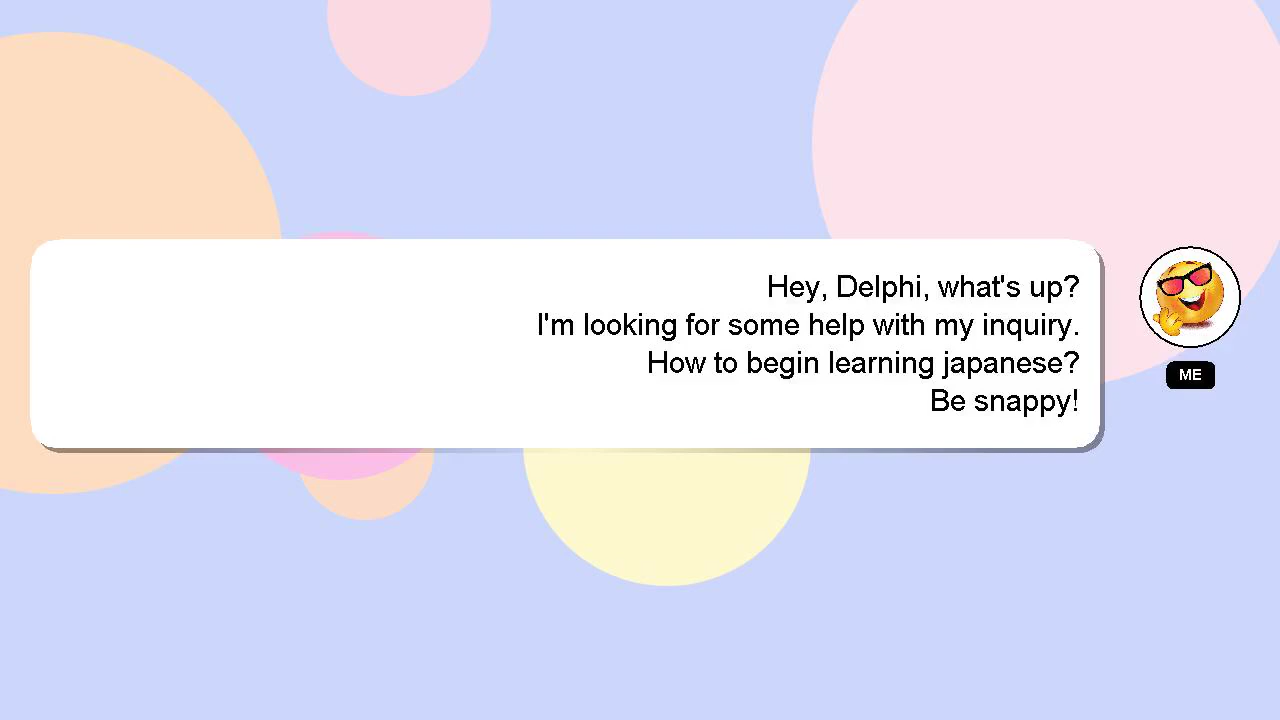 Hey, Delphi, what's up?
I'm looking for some help with my inquiry.
How to begin learning japanese?
Be snappy!
ME